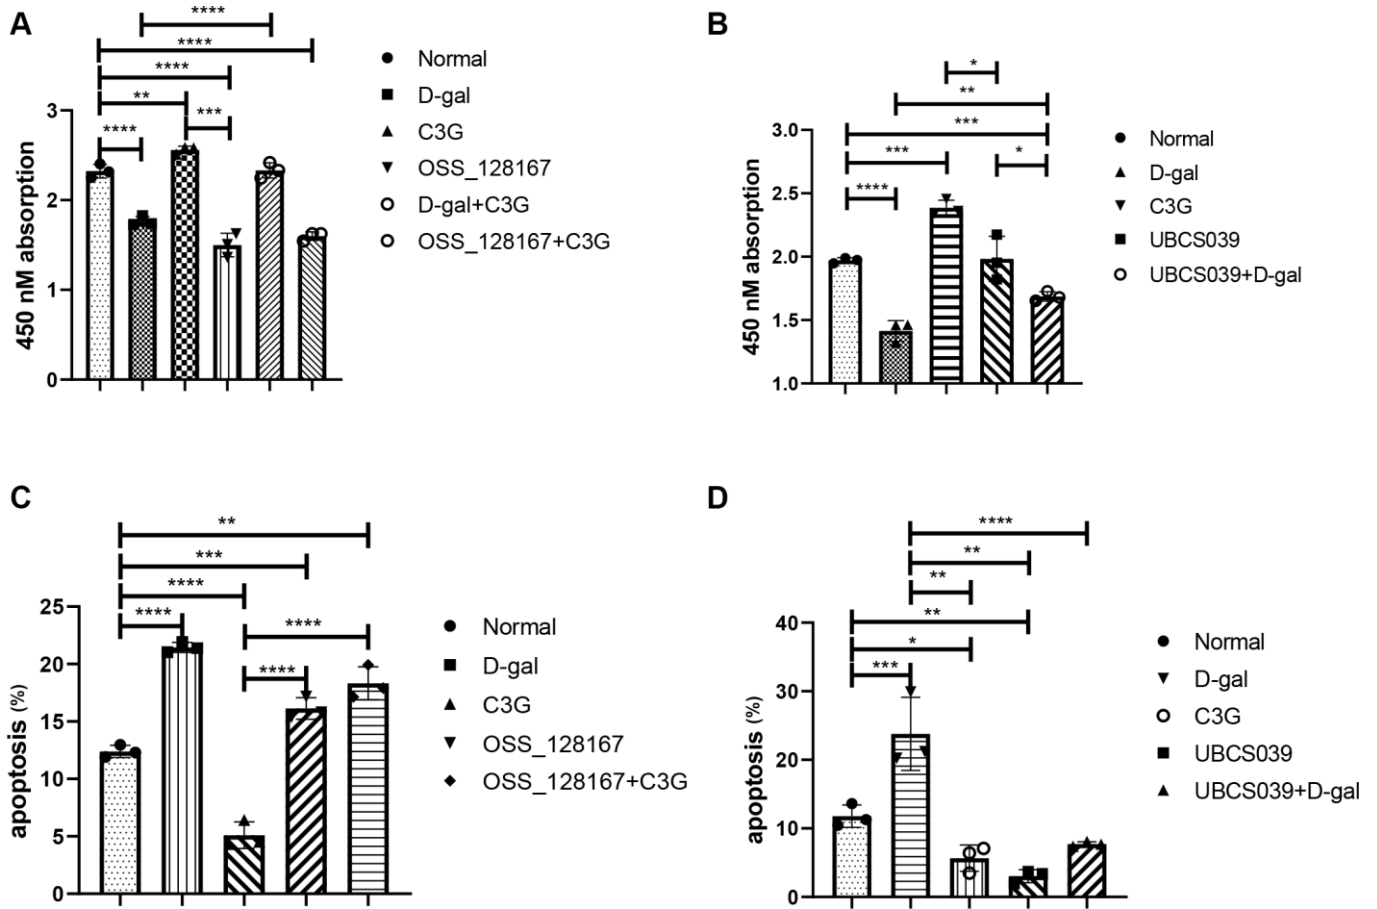 A
****
****
****
**
***
****
3
2
1
0
450 nM absorption
Normal
D-gal
C3G
OSS_128167
D-gal+C3G
OSS_128167+C3G
B
*
**
***
***
*
****
3.0
2.5
2.0
1.5
1.0
450 nM absorption
Normal
D-gal
C3G
UBCS039
UBCS039+D-gal
C
**
***
****
****
****
****
25
20
15
10
5
0
apoptosis (%)
Normal
D-gal
C3G
OSS_128167
OSS_128167+C3G
D
****
**
**
**
*
***
40
30
20
10
0
apoptosis (%)
Normal
D-gal
C3G
UBCS039
UBCS039+D-gal